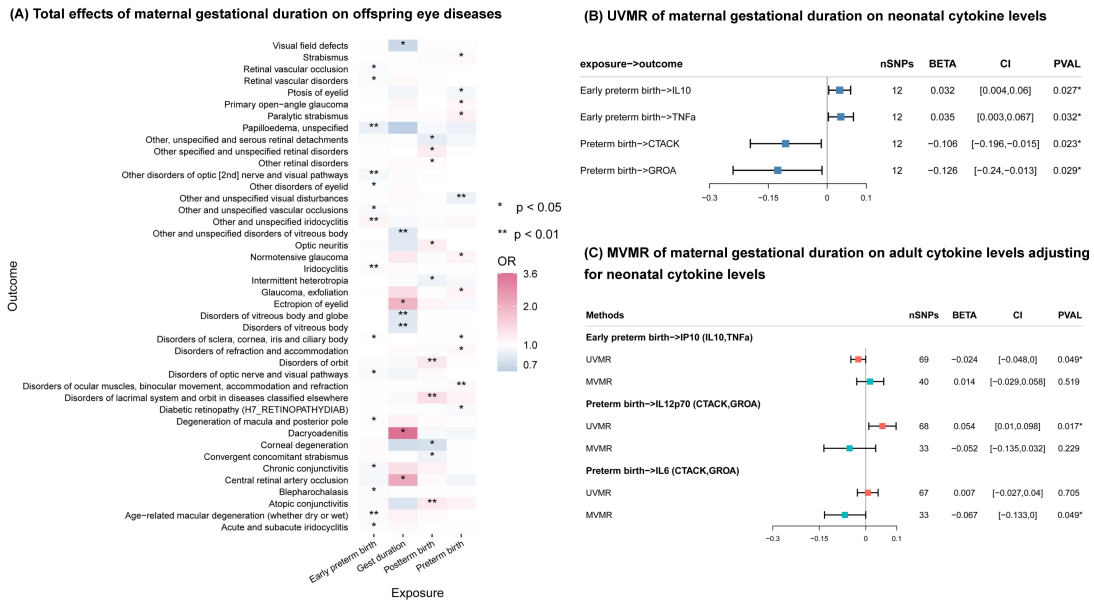 (A) Total effects of maternal gestational duration on offspring eye diseases
Outcome
Visual field defects
*
Strabismus
*
Retinal vascular occlusion
*
Retinal vascular disorders
*
Ptosis of eyelid
*
Primary open-angle glaucoma
*
Paralytic strabismus
*
Papilloedema, unspecified
**
Other, unspecified and serous retinal detachments
*
Other specified and unspecified retinal disorders
*
Other retinal disorders
*
Other disorders of optic [2nd] nerve and visual pathways
**
Other disorders of eyelid
*
Other and unspecified visual disturbances
**
Other and unspecified vascular occlusions
*
Other and unspecified iridocyclitis
**
Other and unspecified disorders of vitreous body
**
Optic neuritis
*
Normotensive glaucoma
*
Iridocyclitis
**
Intermittent heterotropia
*
Glaucoma, exfoliation
*
Ectropion of eyelid
*
Disorders of vitreous body and globe
**
Disorders of vitreous body
**
Disorders of sclera, cornea, iris and ciliary body
* *
Disorders of refraction and accommodation
*
Disorders of orbit
**
Disorders of optic nerve and visual pathways
*
Disorders of ocular muscles, binocular movement, accommodation and refraction
**
Disorders of lacrimal system and orbit in diseases classified elsewhere
**
Diabetic retinopathy (H7_RETINOPATHYDIAB)
*
Degeneration of macula and posterior pole
*
Dacryoadenitis
*
Corneal degeneration
*
Convergent concomitant strabismus
*
Chronic conjunctivitis
*
Central retinal artery occlusion
*
Blepharochalasis
*
Atopic conjunctivitis
**
Age-related macular degeneration (whether dry or wet)
**
Acute and subacute iridocyclitis
*
Early preterm birth
Gest duration
Postterm birth
Preterm birth
Exposure
* p < 0.05
** p < 0.01
OR
3.6
2.0
1.0
0.7
(B) UVMR of maternal gestational duration on neonatal cytokine levels
exposure->outcome nSNPs BETA CI PVAL
Early preterm birth->IL10 12 0.032 [0.004,0.06] 0.027*
Early preterm birth->TNFa 12 0.035 [0.003,0.067] 0.032*
Preterm birth->CTACK 12 −0.106 [-0.196,-0.015] 0.023*
Preterm birth->GROA 12 −0.126 [-0.24,-0.013] 0.029*
−0.3 −0.15 0 0.1
(C) MVMR of maternal gestational duration on adult cytokine levels adjusting
for neonatal cytokine levels
Methods nSNPs BETA CI PVAL
Early preterm birth->IP10 (IL10,TNFa)
UVMR 69 −0.024 [-0.048,0] 0.049*
MVMR 40 0.014 [-0.029,0.058] 0.519
Preterm birth->IL12p70 (CTACK,GROA)
UVMR 68 0.054 [0.01,0.098] 0.017*
MVMR 33 −0.052 [-0.135,0.032] 0.229
Preterm birth->IL6 (CTACK,GROA)
UVMR 67 0.007 [-0.027,0.04] 0.705
MVMR 33 −0.067 [-0.133,0] 0.049*
−0.3 −0.15 0 0.1